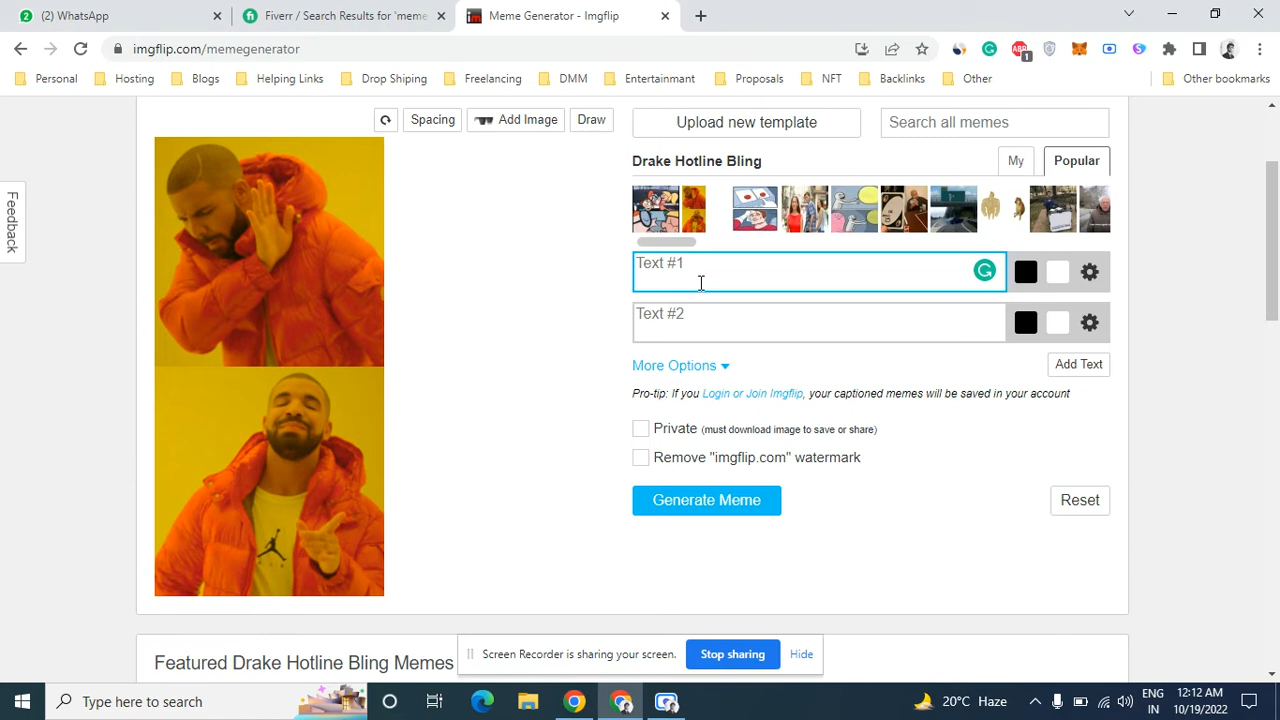 (2) WhatsApp
Fiverr / Search Results for 'meme
Meme Generator - Imgflip
imgflip.com/memegenerator
1
Personal
Hosting
Blogs
Helping Links
Drop Shiping
Freelancing
DMM
Entertainmant
Proposals
NFT
Backlinks
Other
Other bookmarks
Spacing
Add Image
Draw
Upload new template
Search all memes
Drake Hotline Bling
My
Popular
Feedback
Text #1
Text #2
More Options
Add Text
Pro-tip: If you Login or Join Imgflip, your captioned memes will be saved in your account
Private (must download image to save or share)
Remove "imgflip.com" watermark
Generate Meme
Reset
Featured Drake Hotline Bling Memes
Screen Recorder is sharing your screen.
Stop sharing
Hide
Type here to search
20°C Haze
ENG
IN
12:12 AM
10/19/2022